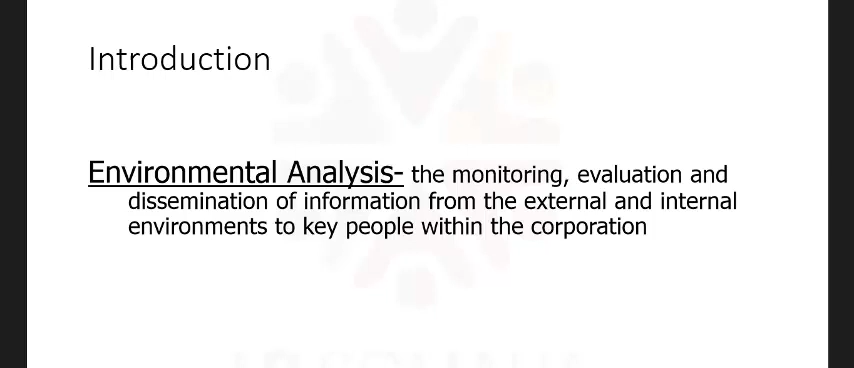 Introduction
Environmental Analysis- the monitoring, evaluation and
dissemination of information from the external and internal
environments to key people within the corporation